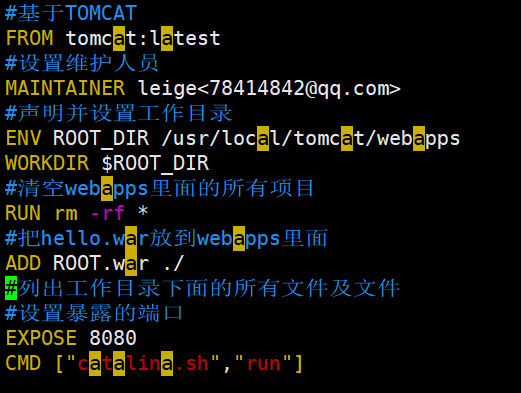 #基于TOMCAT
FROM tomcat:latest
#设置维护人员
MAINTAINER leige<78414842@qq.com>
#声明并设置工作目录
ENV ROOT_DIR /usr/local/tomcat/webapps
WORKDIR $ROOT_DIR
#清空webapps里面的所有项目
RUN rm -rf *
#把hello.war放到webapps里面
ADD ROOT.war ./
#列出工作目录下面的所有文件及文件
#设置暴露的端口
EXPOSE 8080
CMD ["catalina.sh","run"]